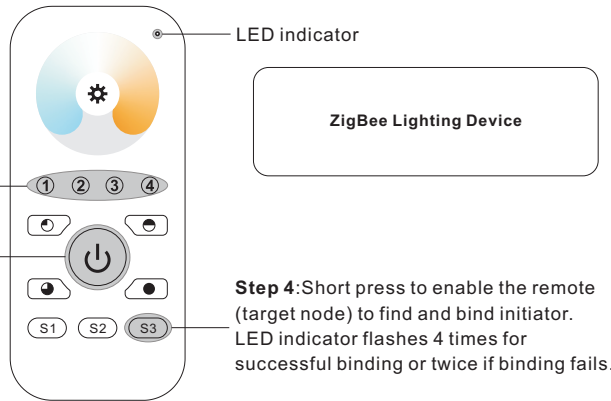 LED indicator
ZigBee Lighting Device
1 2 3 4
Step 4:Short press to enable the remote
(target node) to find and bind initiator.
S1 S2 S3
LED indicator flashes 4 times for
successful binding or twice if binding fails.